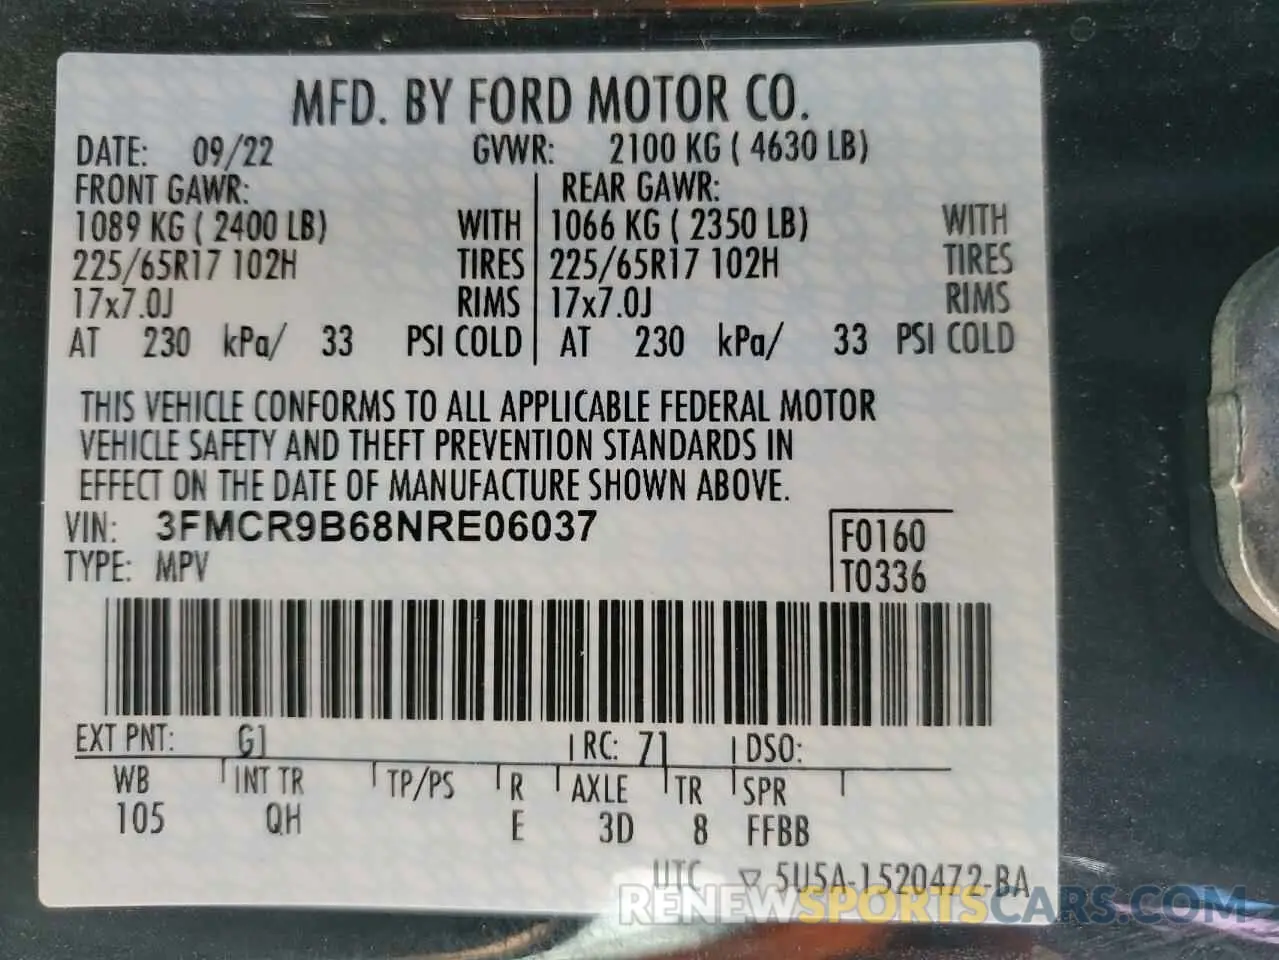 MFD. BY FORD MOTOR CO.
DATE: 09/22 GVWR: 2100 KG ( 4630 LB)
FRONT GAWR: REAR GAWR:
1089 KG ( 2400 LB) WITH 1066 KG ( 2350 LB) WITH
225/65R17 102H TIRES 225/65R17 102H TIRES
17x7.0J RIMS 17x7.0J RIMS
AT 230 kPa/ 33 PSI COLD AT 230 kPa/ 33 PSI COLD
THIS VEHICLE CONFORMS TO ALL APPLICABLE FEDERAL MOTOR
VEHICLE SAFETY AND THEFT PREVENTION STANDARDS IN
EFFECT ON THE DATE OF MANUFACTURE SHOWN ABOVE.
VIN: 3FMCR9B68NRE06037 F0160
TYPE: MPV T0336
EXT PNT: G1 RC: 71 DSO:
WB INT TR TP/PS R AXLE TR SPR
105 QH E 3D 8 FFBB
UTC ▽ 5U5A-1520472-BA
RENEWSPORTSCARS.COM